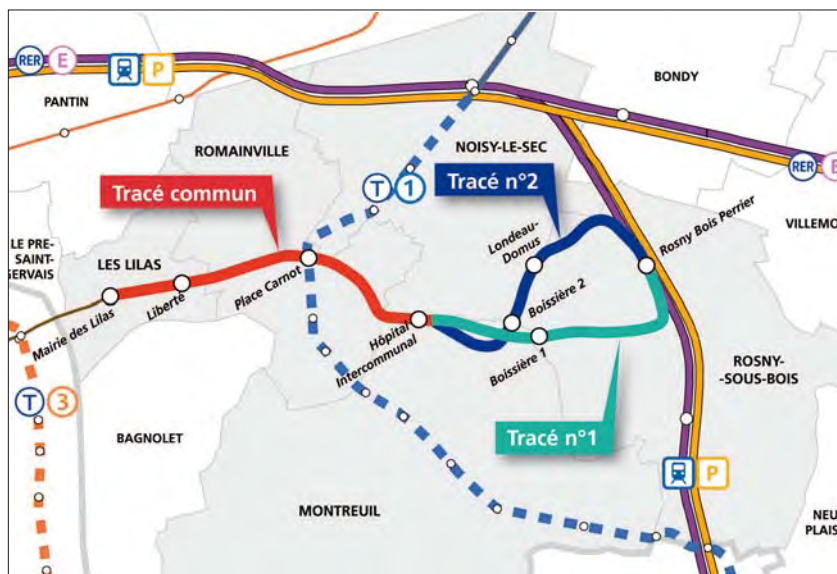 RER E
P
PANTIN
BONDY
ROMAINVILLE
NOISY-LE-SEC
T 1
Tracé commun
Tracé n°2
RER E
VILLEMO
LE PRE-
SAINT-
GERVAIS
LES LILAS
Londeau-
Domus
Rosny Bois Perrier
Mairie des Lilas
Liberté
Place Carnot
Hôpital
Intercommunal
Boissière 2
Boissière 1
ROSNY-
-SOUS-BOIS
T 3
BAGNOLET
Tracé n°1
P
MONTREUIL
NEU
PLAIS